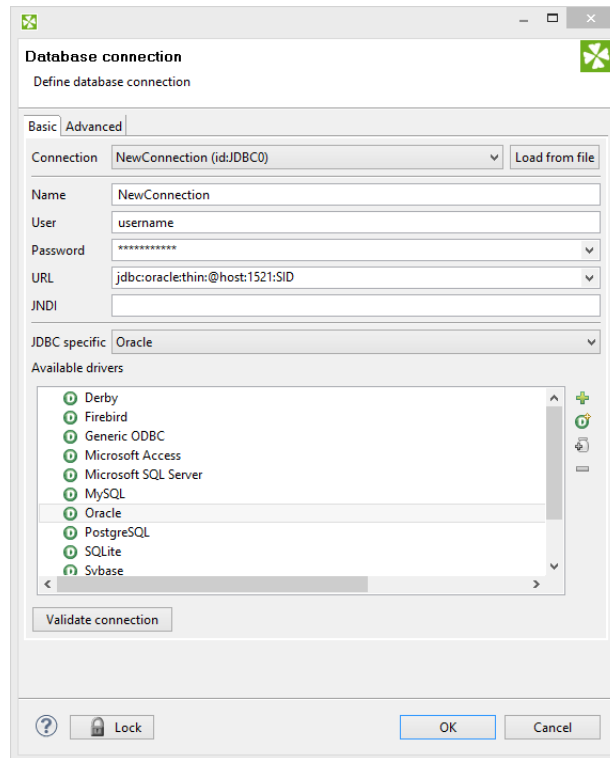 Database connection
Define database connection
Basic Advanced
Connection NewConnection (id:JDBC0) Load from file
Name NewConnection
User username
Password ***********
URL jdbc:oracle:thin:@host:1521:SID
JNDI
JDBC specific Oracle
Available drivers
Derby
Firebird
Generic ODBC
Microsoft Access
Microsoft SQL Server
MySQL
Oracle
PostgreSQL
SQLite
Sybase
Validate connection
? Lock OK Cancel